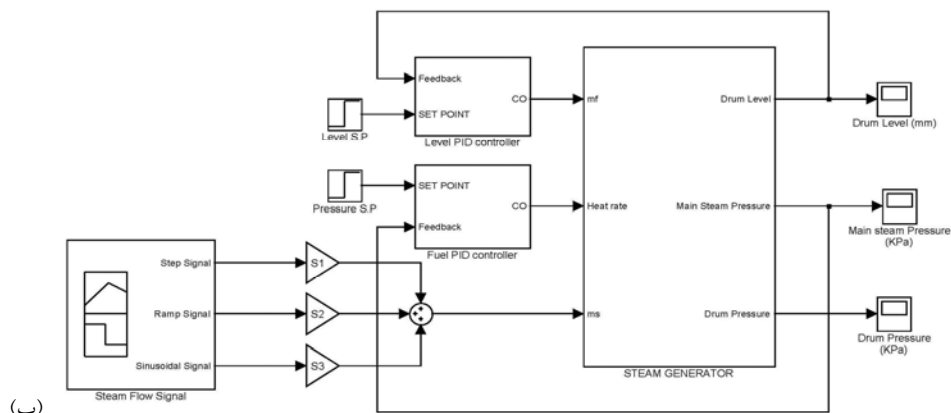 Feedback
SET POINT
CO
Level PID controller
Level S.P
SET POINT
Feedback
CO
Fuel PID controller
Pressure S.P
Step Signal
Ramp Signal
Sinusoidal Signal
Steam Flow Signal
S1
S2
S3
mf
Heat rate
ms
Drum Level
Main Steam Pressure
Drum Pressure
STEAM GENERATOR
Drum Level (mm)
Main steam Pressure
(KPa)
Drum Pressure
(KPa)
(ب)